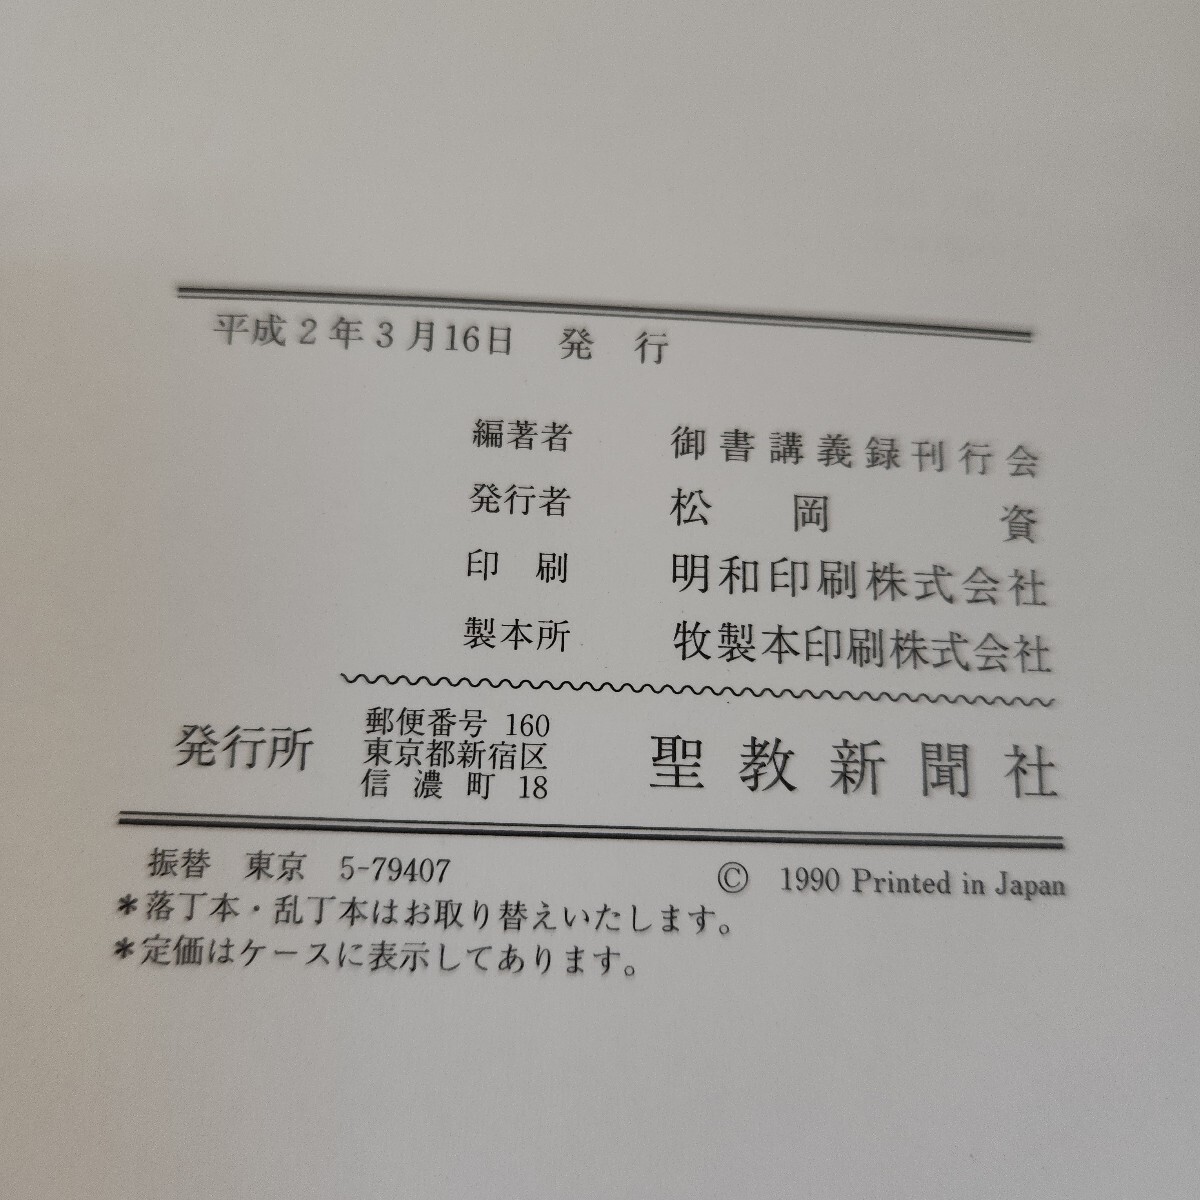 平成2年3月16日　発　行
編著者　御書講義録刊行会
発行者　松　岡　　資
印　刷　明和印刷株式会社
製本所　牧製本印刷株式会社
発行所　郵便番号 160
東京都新宿区
信濃町 18
聖教新聞社
振替　東京　5-79407
© 1990 Printed in Japan
＊落丁本・乱丁本はお取り替えいたします。
＊定価はケースに表示してあります。